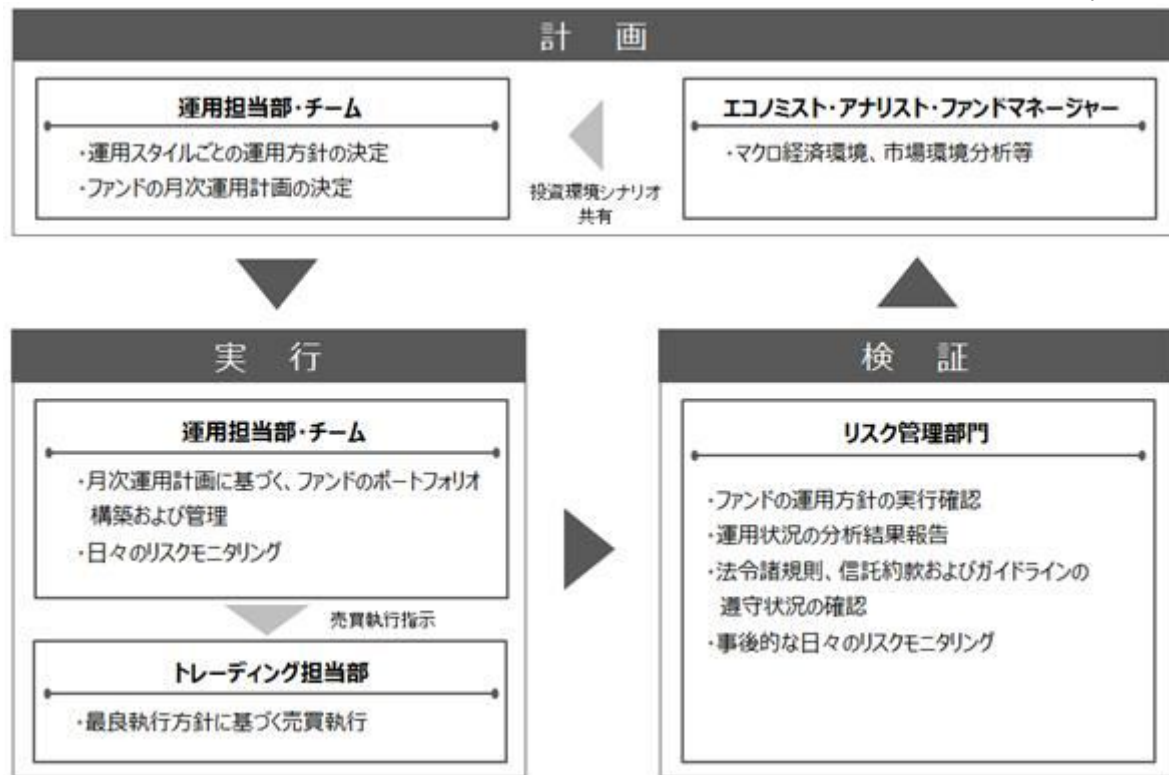 計 画
運用担当部・チーム
・運用スタイルごとの運用方針の決定
・ファンドの月次運用計画の決定
投資環境シナリオ
共有
エコノミスト・アナリスト・ファンドマネージャー
・マクロ経済環境、市場環境分析等
実 行
運用担当部・チーム
・月次運用計画に基づく、ファンドのポートフォリオ
構築および管理
・日々のリスクモニタリング
売買執行指示
トレーディング担当部
・最良執行方針に基づく売買執行
検 証
リスク管理部門
・ファンドの運用方針の実行確認
・運用状況の分析結果報告
・法令諸規則、信託約款およびガイドラインの
遵守状況の確認
・事後的な日々のリスクモニタリング